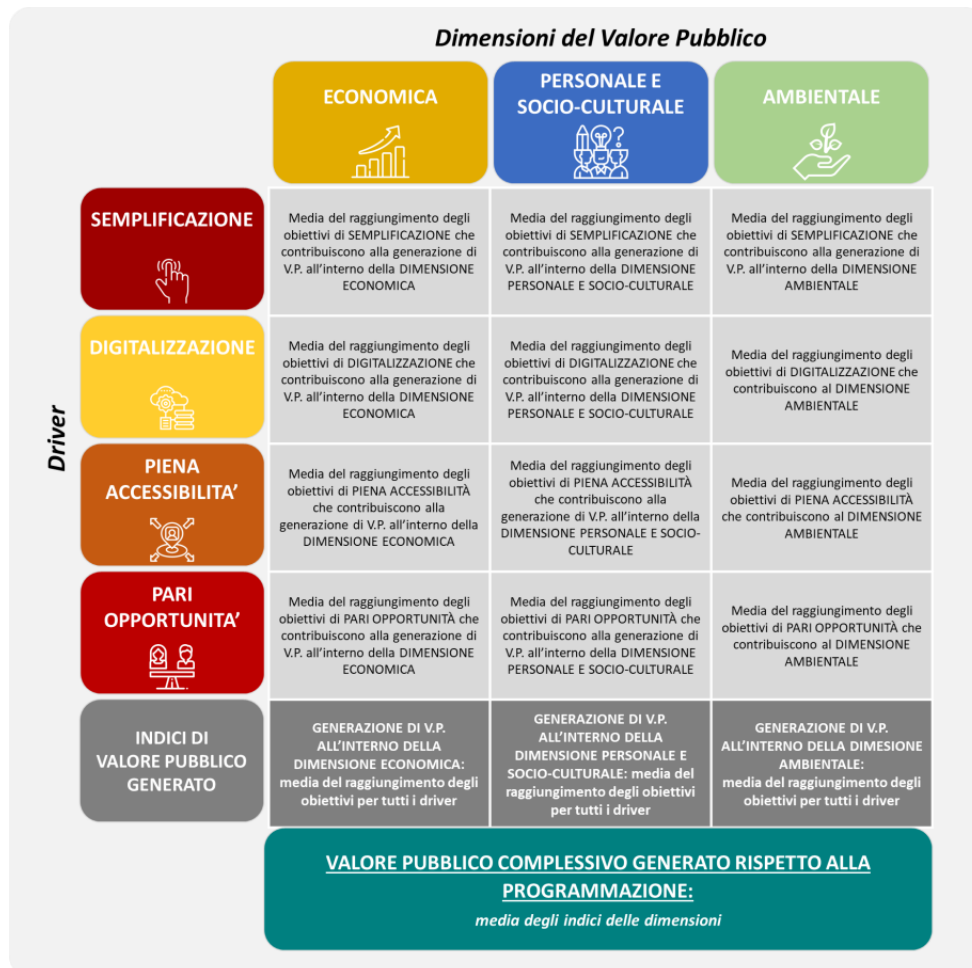 Dimensioni del Valore Pubblico
ECONOMICA
PERSONALE E
SOCIO-CULTURALE
AMBIENTALE
Driver
SEMPLIFICAZIONE
Media del raggiungimento degli
obiettivi di SEMPLIFICAZIONE che
contribuiscono alla generazione di
V.P. all’interno della DIMENSIONE
ECONOMICA
Media del raggiungimento degli
obiettivi di SEMPLIFICAZIONE che
contribuiscono alla generazione di
V.P. all’interno della DIMENSIONE
PERSONALE E SOCIO-CULTURALE
Media del raggiungimento degli
obiettivi di SEMPLIFICAZIONE che
contribuiscono alla generazione di
V.P. all’interno della DIMENSIONE
AMBIENTALE
DIGITALIZZAZIONE
Media del raggiungimento degli
obiettivi di DIGITALIZZAZIONE che
contribuiscono alla generazione di
V.P. all’interno della DIMENSIONE
ECONOMICA
Media del raggiungimento degli
obiettivi di DIGITALIZZAZIONE che
contribuiscono alla generazione di
V.P. all’interno della DIMENSIONE
PERSONALE E SOCIO-CULTURALE
Media del raggiungimento degli
obiettivi di DIGITALIZZAZIONE che
contribuiscono al DIMENSIONE
AMBIENTALE
PIENA
ACCESSIBILITA’
Media del raggiungimento degli
obiettivi di PIENA ACCESSIBILITÀ
che contribuiscono alla
generazione di V.P. all’interno della
DIMENSIONE ECONOMICA
Media del raggiungimento degli
obiettivi di PIENA ACCESSIBILITÀ
che contribuiscono alla
generazione di V.P. all’interno della
DIMENSIONE PERSONALE E SOCIO-
CULTURALE
Media del raggiungimento degli
obiettivi di PIENA ACCESSIBILITÀ
che contribuiscono al DIMENSIONE
AMBIENTALE
PARI
OPPORTUNITA’
Media del raggiungimento degli
obiettivi di PARI OPPORTUNITÀ che
contribuiscono alla generazione di
V.P. all’interno della DIMENSIONE
ECONOMICA
Media del raggiungimento degli
obiettivi di PARI OPPORTUNITÀ che
contribuiscono alla generazione di
V.P. all’interno della DIMENSIONE
PERSONALE E SOCIO-CULTURALE
Media del raggiungimento degli
obiettivi di PARI OPPORTUNITÀ che
contribuiscono al DIMENSIONE
AMBIENTALE
INDICI DI
VALORE PUBBLICO
GENERATO
GENERAZIONE DI V.P.
ALL’INTERNO DELLA
DIMENSIONE ECONOMICA:
media del raggiungimento degli
obiettivi per tutti i driver
GENERAZIONE DI V.P.
ALL’INTERNO DELLA
DIMENSIONE PERSONALE E
SOCIO-CULTURALE: media del
raggiungimento degli obiettivi
per tutti i driver
GENERAZIONE DI V.P.
ALL’INTERNO DELLA DIMESIONE
AMBIENTALE:
media del raggiungimento degli
obiettivi per tutti i driver
VALORE PUBBLICO COMPLESSIVO GENERATO RISPETTO ALLA
PROGRAMMAZIONE:
media degli indici delle dimensioni